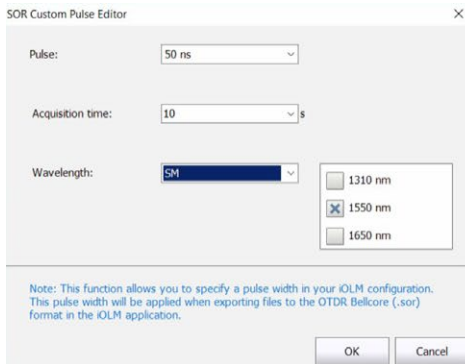 SOR Custom Pulse Editor
Pulse: 50 ns
Acquisition time: 10 s
Wavelength: SM
1310 nm
1550 nm
1650 nm
Note: This function allows you to specify a pulse width in your iOLM configuration.
This pulse width will be applied when exporting files to the OTDR Bellcore (.sor)
format in the iOLM application.
OK Cancel